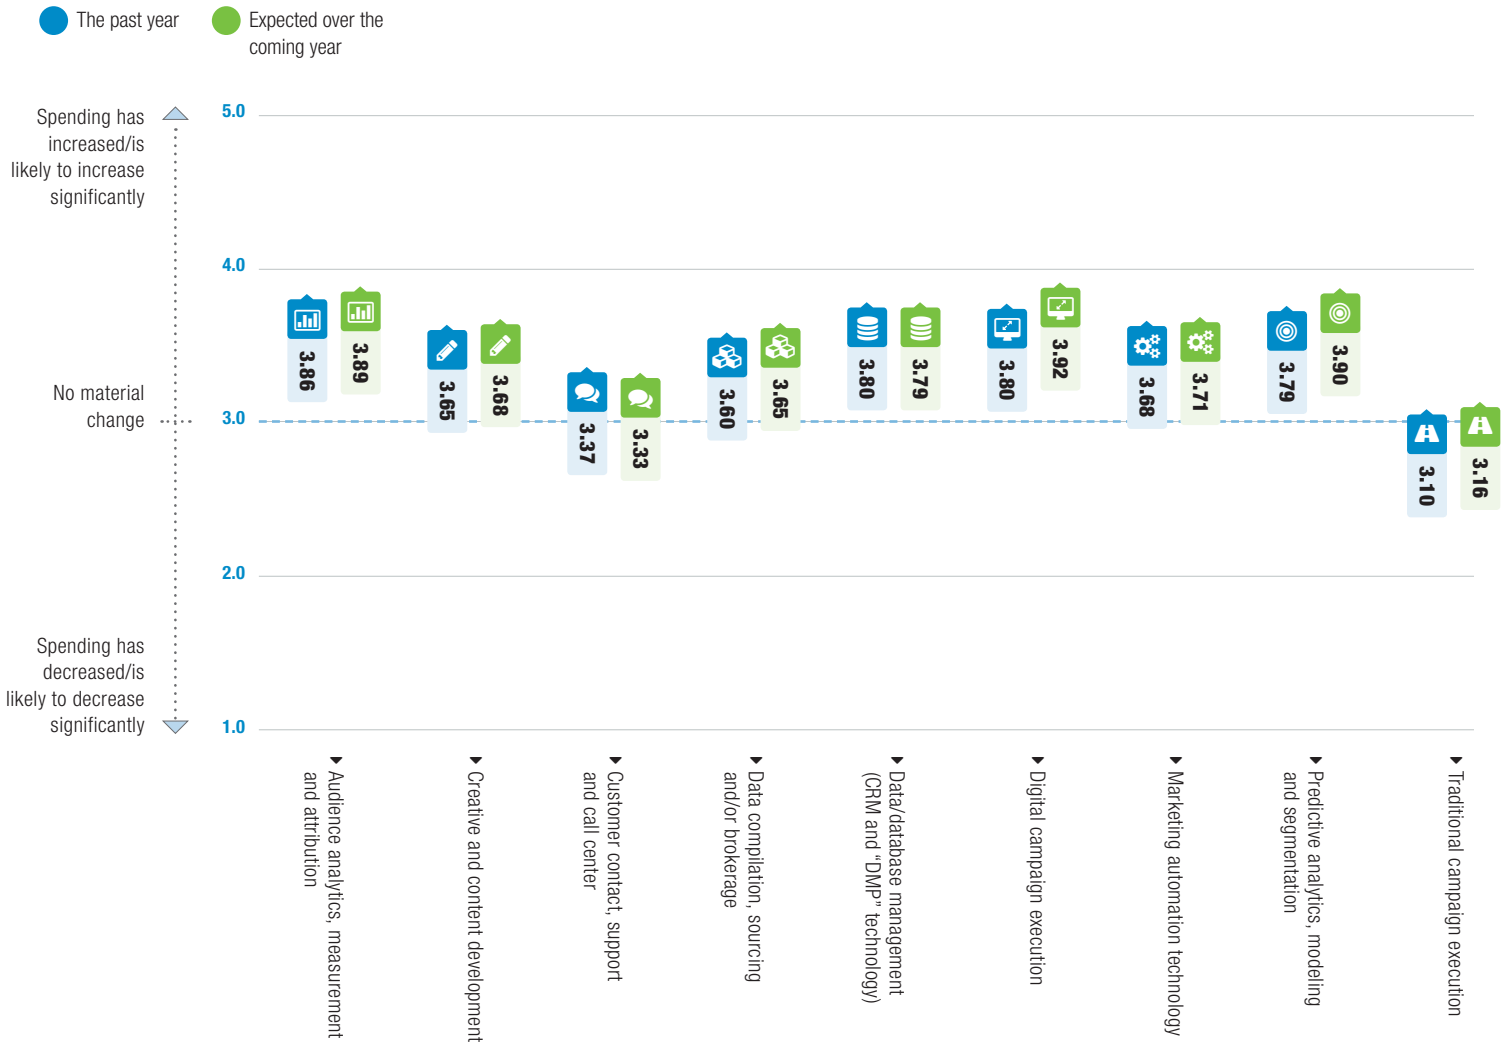 The past year
Expected over the
coming year
Spending has
increased/is
likely to increase
significantly
No material
change
Spending has
decreased/is
likely to decrease
significantly
5.0
4.0
3.0
2.0
1.0
3.86
3.89
3.65
3.68
3.37
3.33
3.60
3.65
3.80
3.79
3.80
3.92
3.68
3.71
3.79
3.90
3.10
3.16
Audience analytics, measurement
and attribution
Creative and content development
Customer contact, support
and call center
Data compilation, sourcing
and/or brokerage
Data/database management
(CRM and “DMP” technology)
Digital campaign execution
Marketing automation technology
Predictive analytics, modeling
and segmentation
Traditional campaign execution